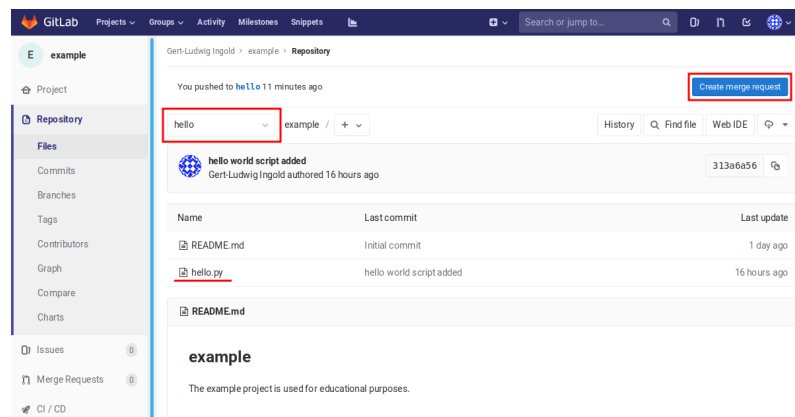 GitLab Projects Groups Activity Milestones Snippets Search or jump to...
E example
Project
Repository
Files
Commits
Branches
Tags
Contributors
Graph
Compare
Charts
Issues 0
Merge Requests 0
CI / CD
Gert-Ludwig Ingold > example > Repository
You pushed to hello 11 minutes ago
Create merge request
hello example / + History Find file Web IDE
hello world script added
Gert-Ludwig Ingold authored 16 hours ago
313a6a56
Name Last commit Last update
README.md Initial commit 1 day ago
hello.py hello world script added 16 hours ago
README.md
example
The example project is used for educational purposes.